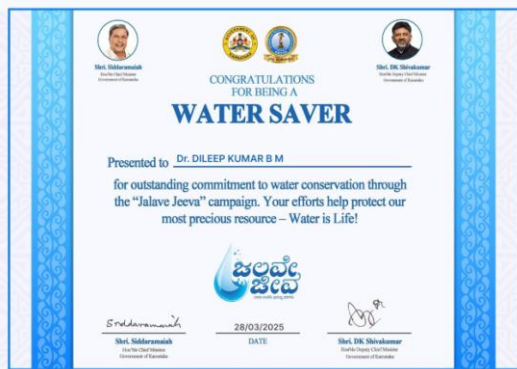 Shri. Siddaramaiah
Hon'ble Chief Minister
Government of Karnataka
Shri. DK Shivakumar
Hon'ble Deputy Chief Minister
Government of Karnataka
CONGRATULATIONS
FOR BEING A
WATER SAVER
Presented to Dr. DILEEP KUMAR B M
for outstanding commitment to water conservation through
the “Jalave Jeeva” campaign. Your efforts help protect our
most precious resource – Water is Life!
ಜಲವೇ
ಜೀವ
Siddaramaiah
Shri. Siddaramaiah
Hon'ble Chief Minister
Government of Karnataka
28/03/2025
DATE
Shri. DK Shivakumar
Hon'ble Deputy Chief Minister
Government of Karnataka